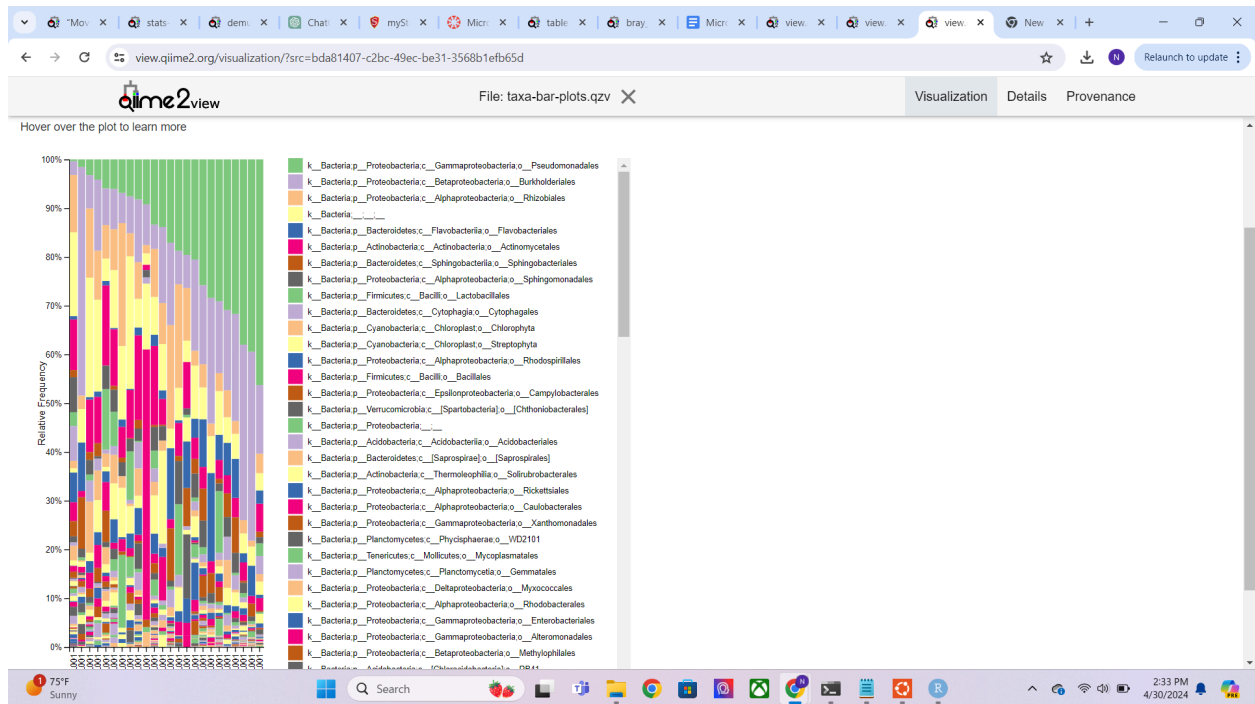 "Mov
stats-
demu
Chati
mySt
Micro
table
bray_
Micro
view.
view.
view.
New
view.qiime2.org/visualization/?src=bda81407-c2bc-49ec-be31-3568b1efb65d
N
Relaunch to update
qiime2view
File: taxa-bar-plots.qzv
Visualization Details Provenance
Hover over the plot to learn more
100%
90%
80%
70%
60%
50%
40%
30%
20%
10%
0%
Relative Frequency
k__Bacteria;p__Proteobacteria;c__Gammaproteobacteria;o__Pseudomonadales
k__Bacteria;p__Proteobacteria;c__Betaproteobacteria;o__Burkholderiales
k__Bacteria;p__Proteobacteria;c__Alphaproteobacteria;o__Rhizobiales
k__Bacteria;__;__;__
k__Bacteria;p__Bacteroidetes;c__Flavobacteriia;o__Flavobacteriales
k__Bacteria;p__Actinobacteria;c__Actinobacteria;o__Actinomycetales
k__Bacteria;p__Bacteroidetes;c__Sphingobacteriia;o__Sphingobacteriales
k__Bacteria;p__Proteobacteria;c__Alphaproteobacteria;o__Sphingomonadales
k__Bacteria;p__Firmicutes;c__Bacilli;o__Lactobacillales
k__Bacteria;p__Bacteroidetes;c__Cytophagia;o__Cytophagales
k__Bacteria;p__Cyanobacteria;c__Chloroplast;o__Chlorophyta
k__Bacteria;p__Cyanobacteria;c__Chloroplast;o__Streptophyta
k__Bacteria;p__Proteobacteria;c__Alphaproteobacteria;o__Rhodospirillales
k__Bacteria;p__Firmicutes;c__Bacilli;o__Bacillales
k__Bacteria;p__Proteobacteria;c__Epsilonproteobacteria;o__Campylobacterales
k__Bacteria;p__Verrucomicrobia;c__[Spartobacteria];o__[Chthoniobacterales]
k__Bacteria;p__Proteobacteria;__;__
k__Bacteria;p__Acidobacteria;c__Acidobacteriia;o__Acidobacteriales
k__Bacteria;p__Bacteroidetes;c__[Saprospirae];o__[Saprospirales]
k__Bacteria;p__Actinobacteria;c__Thermoleophilia;o__Solirubrobacterales
k__Bacteria;p__Proteobacteria;c__Alphaproteobacteria;o__Rickettsiales
k__Bacteria;p__Proteobacteria;c__Alphaproteobacteria;o__Caulobacterales
k__Bacteria;p__Proteobacteria;c__Gammaproteobacteria;o__Xanthomonadales
k__Bacteria;p__Planctomycetes;c__Phycisphaerae;o__WD2101
k__Bacteria;p__Tenericutes;c__Mollicutes;o__Mycoplasmatales
k__Bacteria;p__Planctomycetes;c__Planctomycetia;o__Gemmatales
k__Bacteria;p__Proteobacteria;c__Deltaproteobacteria;o__Myxococcales
k__Bacteria;p__Proteobacteria;c__Alphaproteobacteria;o__Rhodobacterales
k__Bacteria;p__Proteobacteria;c__Gammaproteobacteria;o__Enterobacteriales
k__Bacteria;p__Proteobacteria;c__Gammaproteobacteria;o__Alteromonadales
k__Bacteria;p__Proteobacteria;c__Betaproteobacteria;o__Methylophilales
1
75°F
Sunny
Search
2:33 PM
4/30/2024